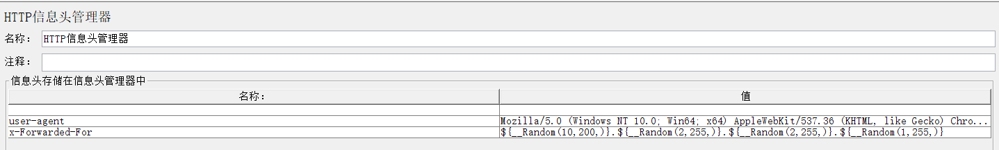 HTTP信息头管理器
名称： HTTP信息头管理器
注释：
信息头存储在信息头管理器中
名称： 值
user-agent Mozilla/5.0 (Windows NT 10.0; Win64; x64) AppleWebKit/537.36 (KHTML, like Gecko) Chro...
x-Forwarded-For ${__Random(10,200,)}.${__Random(2,255,)}.${__Random(2,255,)}.${__Random(1,255,)}